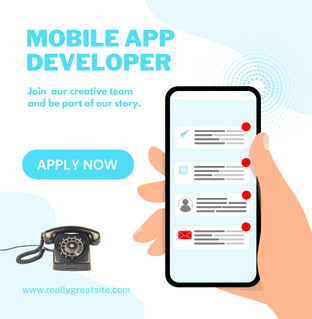 MOBILE APP
DEVELOPER
Join our creative team
and be part of our story.
APPLY NOW
www.reallygreatsite.com